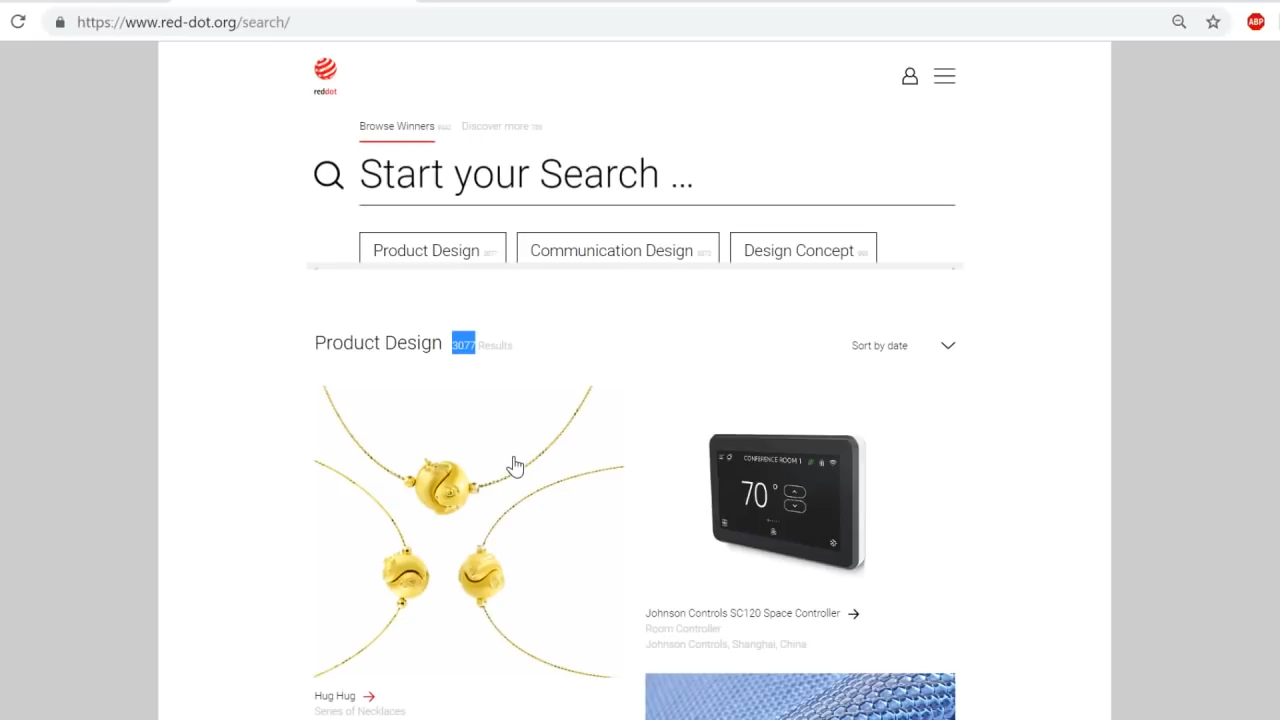 https://www.red-dot.org/search/
ABP
reddot
Browse Winners
Discover more
Start your Search ...
Product Design
Communication Design
Design Concept
Product Design 3077 Results
Sort by date
CONFERENCE ROOM 1
70°
Johnson Controls SC120 Space Controller
Room Controller
Johnson Controls, Shanghai, China
Hug Hug
Series of Necklaces